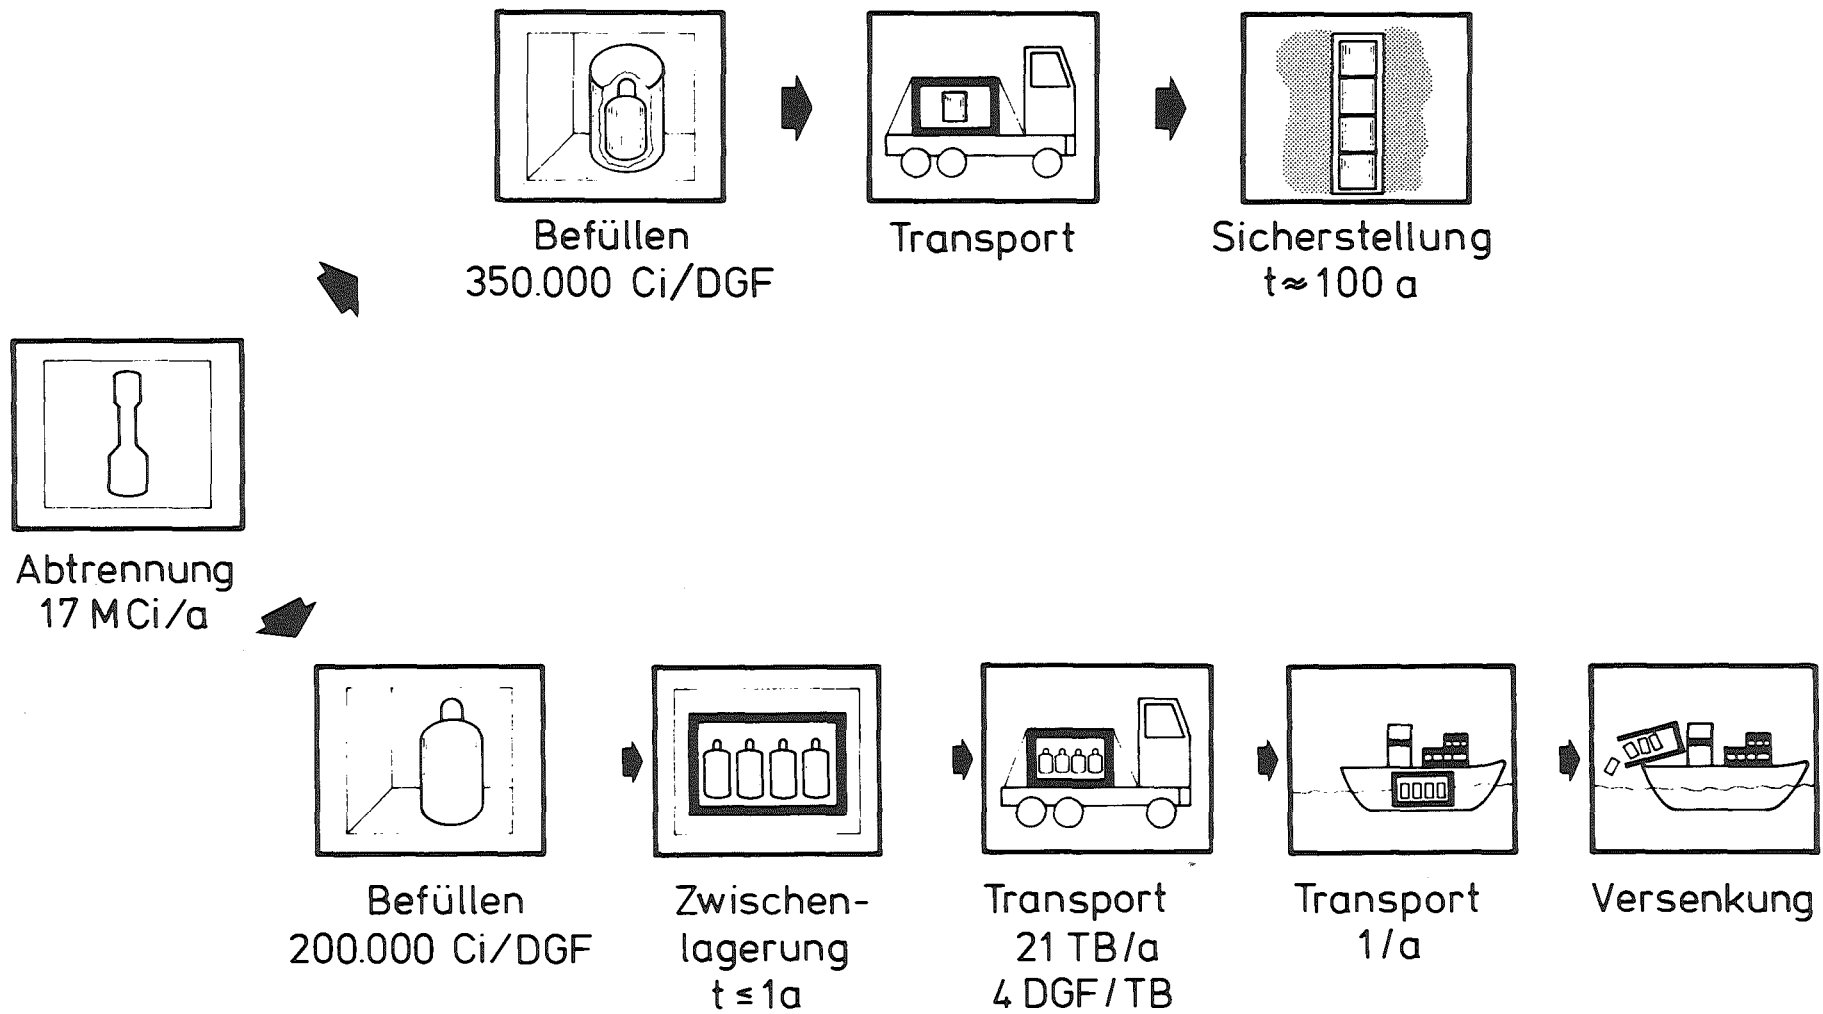 Befüllen
350.000 Ci/DGF
Transport
Sicherstellung
t≈100 a
Abtrennung
17 MCi/a
Befüllen
200.000 Ci/DGF
Zwischen-
lagerung
t ≤ 1a
Transport
21 TB/a
4 DGF/TB
Transport
1/a
Versenkung